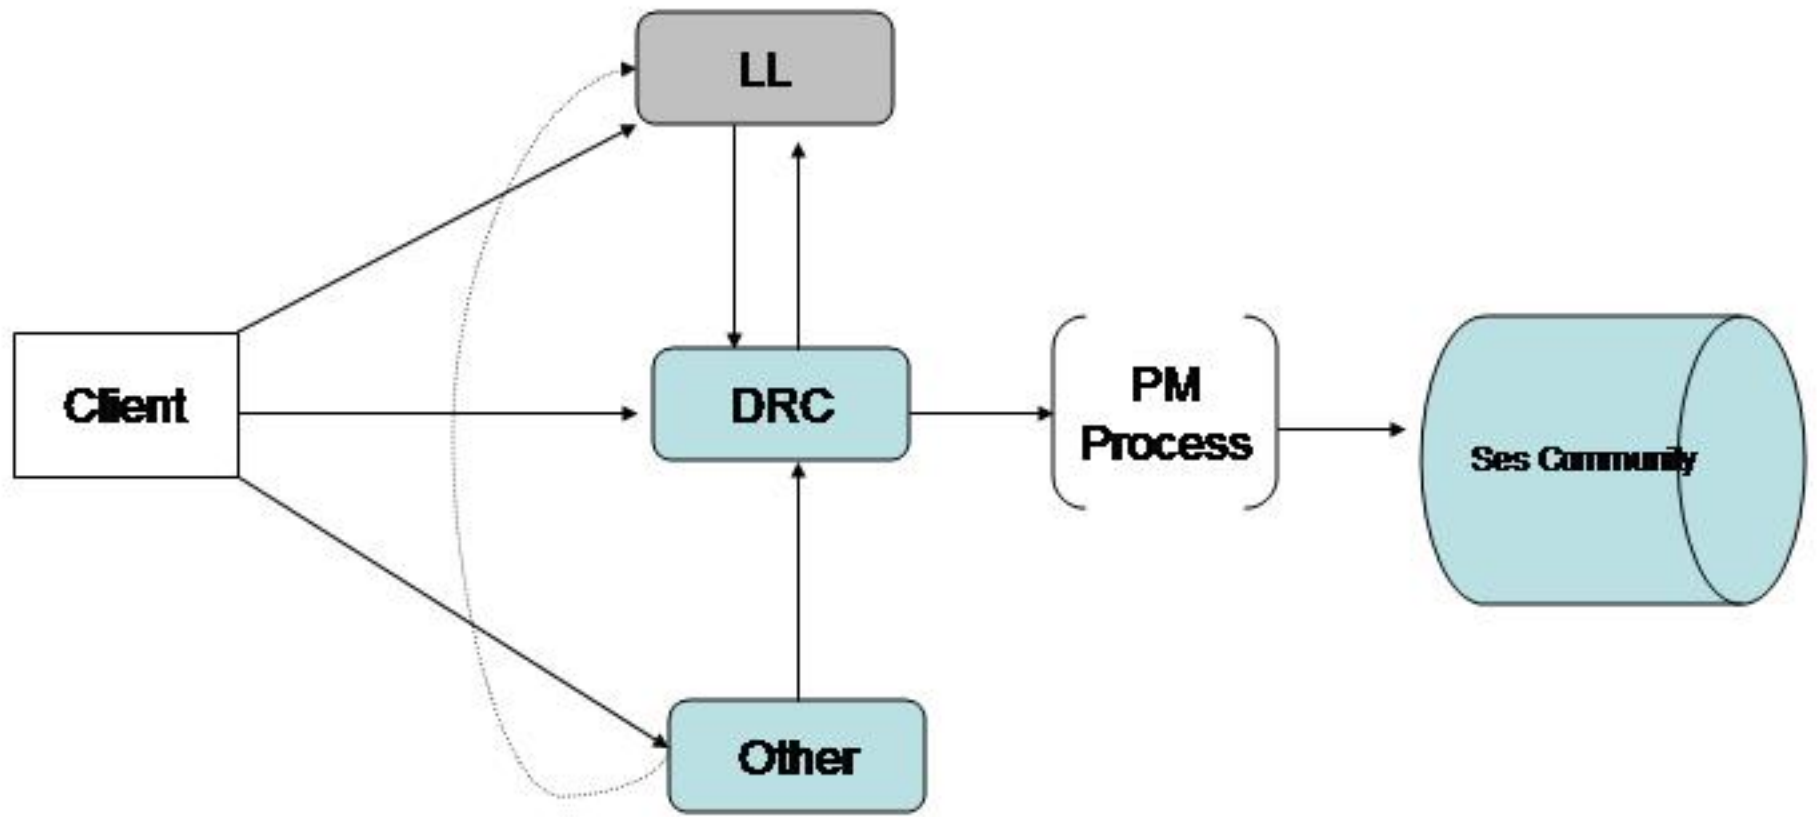 LL
Client
DRC
PM
Process
Ses Community
Other